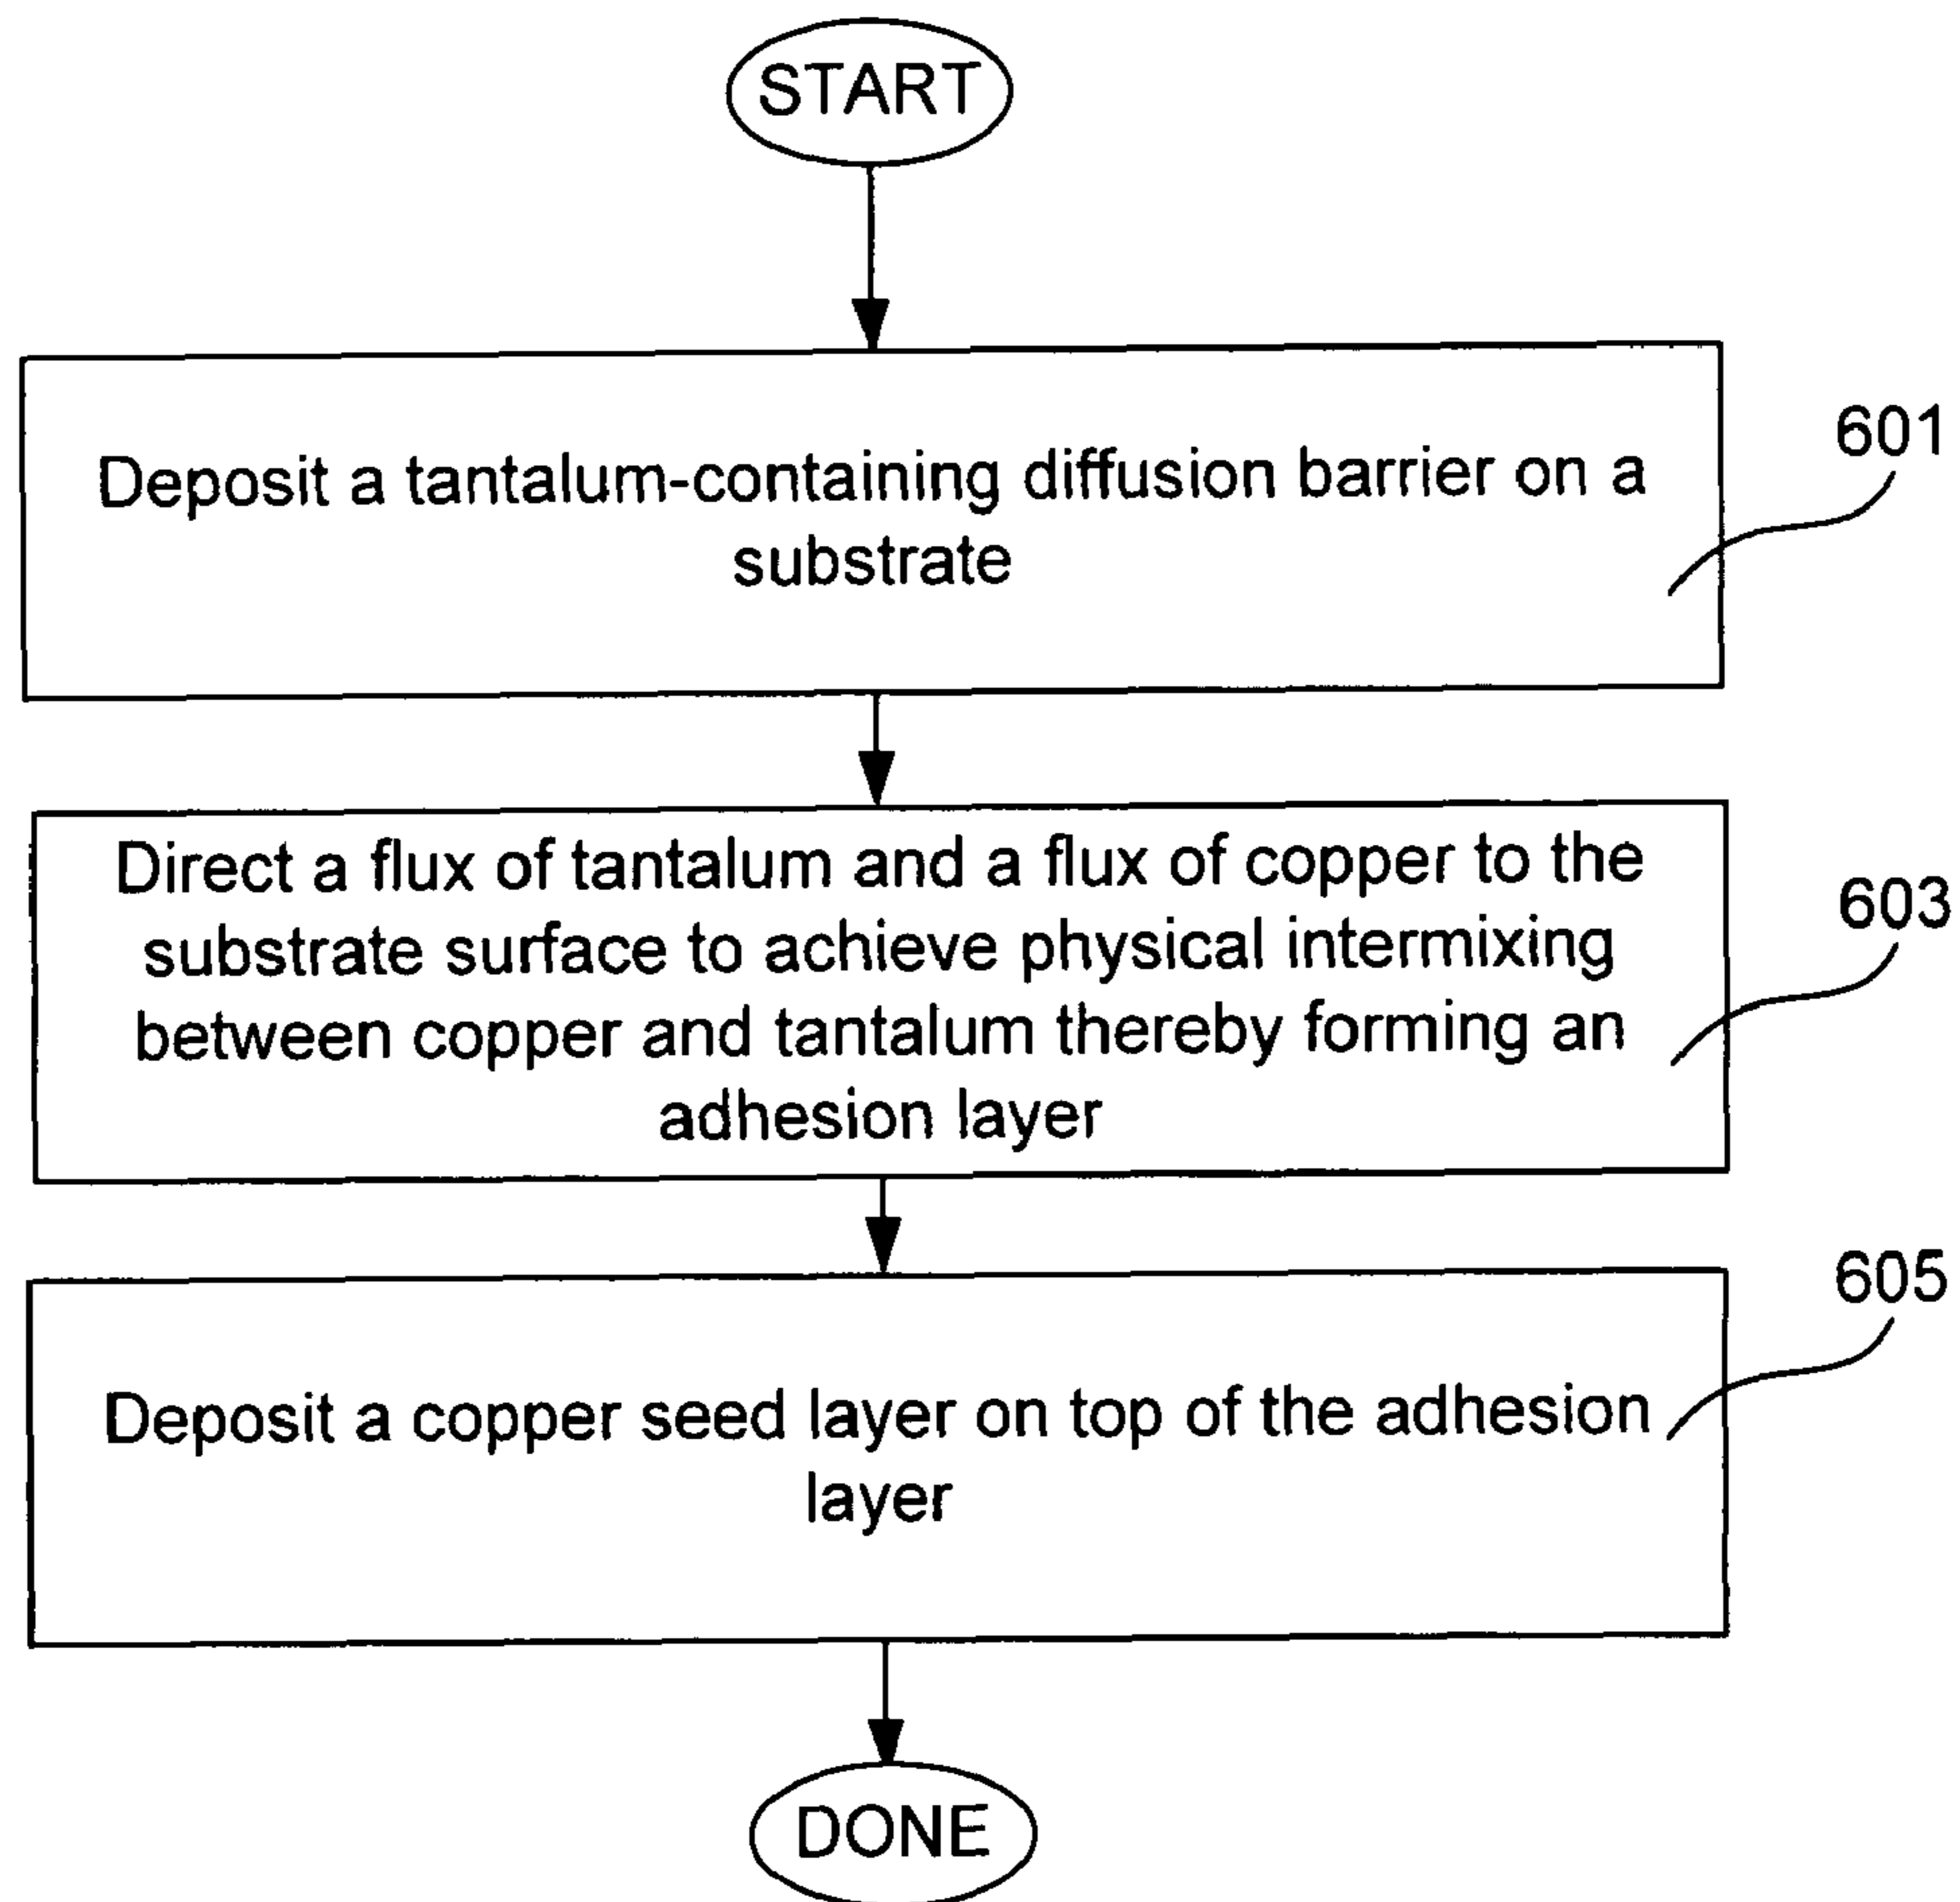 START
Deposit a tantalum-containing diffusion barrier on a
substrate
601
Direct a flux of tantalum and a flux of copper to the
substrate surface to achieve physical intermixing
between copper and tantalum thereby forming an
adhesion layer
603
Deposit a copper seed layer on top of the adhesion
layer
605
DONE